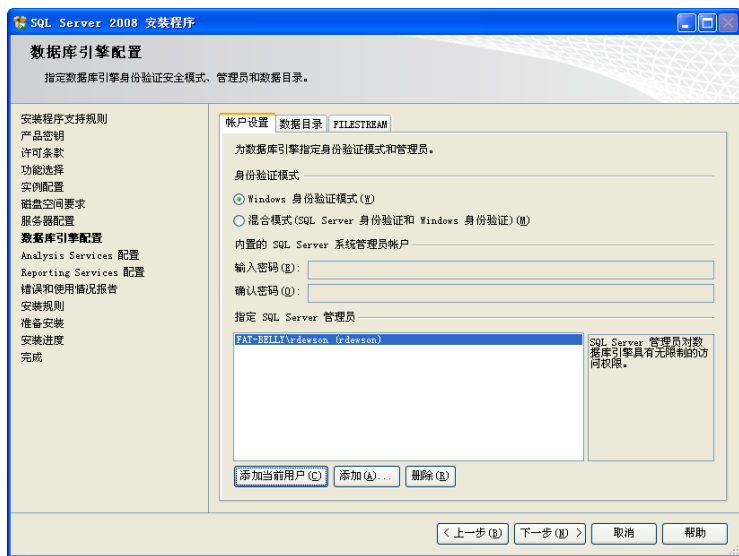 SQL Server 2008 安装程序
数据库引擎配置
指定数据库引擎身份验证安全模式、管理员和数据目录。
安装程序支持规则
产品密钥
许可条款
功能选择
实例配置
磁盘空间要求
服务器配置
数据库引擎配置
Analysis Services 配置
Reporting Services 配置
错误和使用情况报告
安装规则
准备安装
安装进度
完成
帐户设置 数据目录 FILESTREAM
为数据库引擎指定身份验证模式和管理员。
身份验证模式
Windows 身份验证模式(W)
混合模式(SQL Server 身份验证和 Windows 身份验证)(M)
内置的 SQL Server 系统管理员帐户
输入密码(E):
确认密码(O):
指定 SQL Server 管理员
FAT-BELLY\rdewson (rdewson)
SQL Server 管理员对数
据库引擎具有无限制的访
问权限。
添加当前用户(C) 添加(A)... 删除(R)
< 上一步(B) 下一步(N) > 取消 帮助